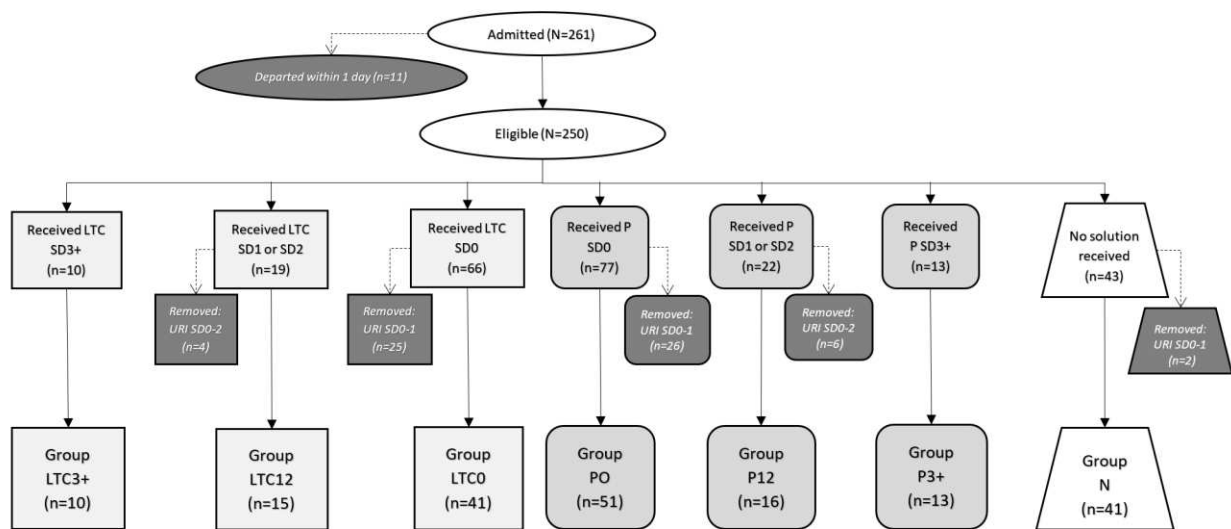 Admitted (N=261)
Departed within 1 day (n=11)
Eligible (N=250)
Received LTC
SD3+
(n=10)
Received LTC
SD1 or SD2
(n=19)
Received LTC
SD0
(n=66)
Received P
SD0
(n=77)
Received P
SD1 or SD2
(n=22)
Received
P SD3+
(n=13)
No solution
received
(n=43)
Removed:
URI SD0-2
(n=4)
Removed:
URI SD0-1
(n=25)
Removed:
URI SD0-1
(n=26)
Removed:
URI SD0-2
(n=6)
Removed:
URI SD0-1
(n=2)
Group
LTC3+
(n=10)
Group
LTC12
(n=15)
Group
LTC0
(n=41)
Group
PO
(n=51)
Group
P12
(n=16)
Group
P3+
(n=13)
Group
N
(n=41)